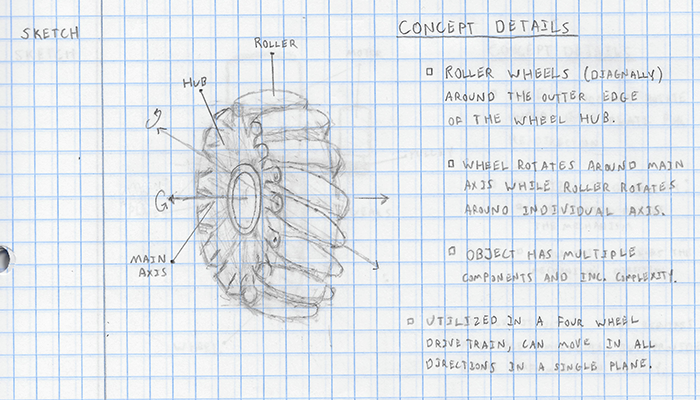 SKETCH
CONCEPT DETAILS
ROLLER
HUB
MAIN
AXIS
ROLLER WHEELS (DIAGNALLY)
AROUND THE OUTTER EDGE
OF THE WHEEL HUB.
WHEEL ROTATES AROUND MAIN
AXIS WHILE ROLLER ROTATES
AROUND INDIVIDUAL AXIS.
OBJECT HAS MULTIPLE
COMPONENTS AND INC. COMPLEXITY.
UTILIZED IN A FOUR WHEEL
DRIVETRAIN, CAN MOVE IN ALL
DIRECTIONS IN A SINGLE PLANE.